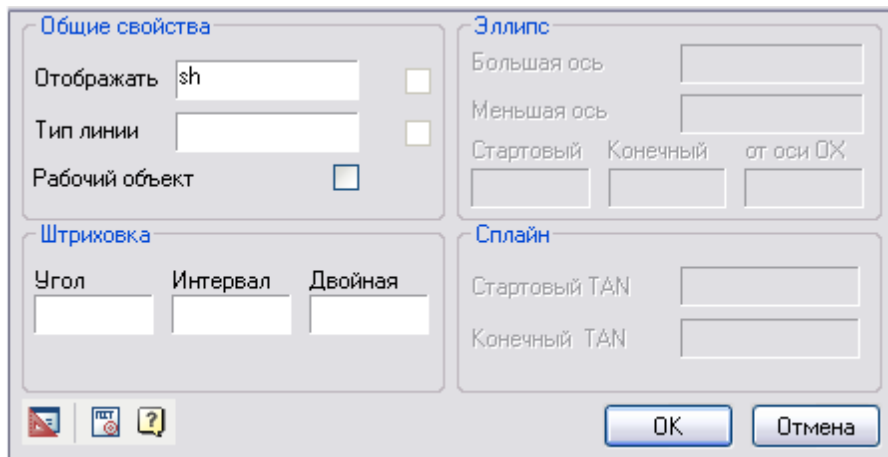 Общие свойства
Отображать sh
Тип линии
Рабочий объект
Эллипс
Большая ось
Меньшая ось
Стартовый Конечный от оси OX
Штриховка
Угол Интервал Двойная
Сплайн
Стартовый TAN
Конечный TAN
OK Отмена